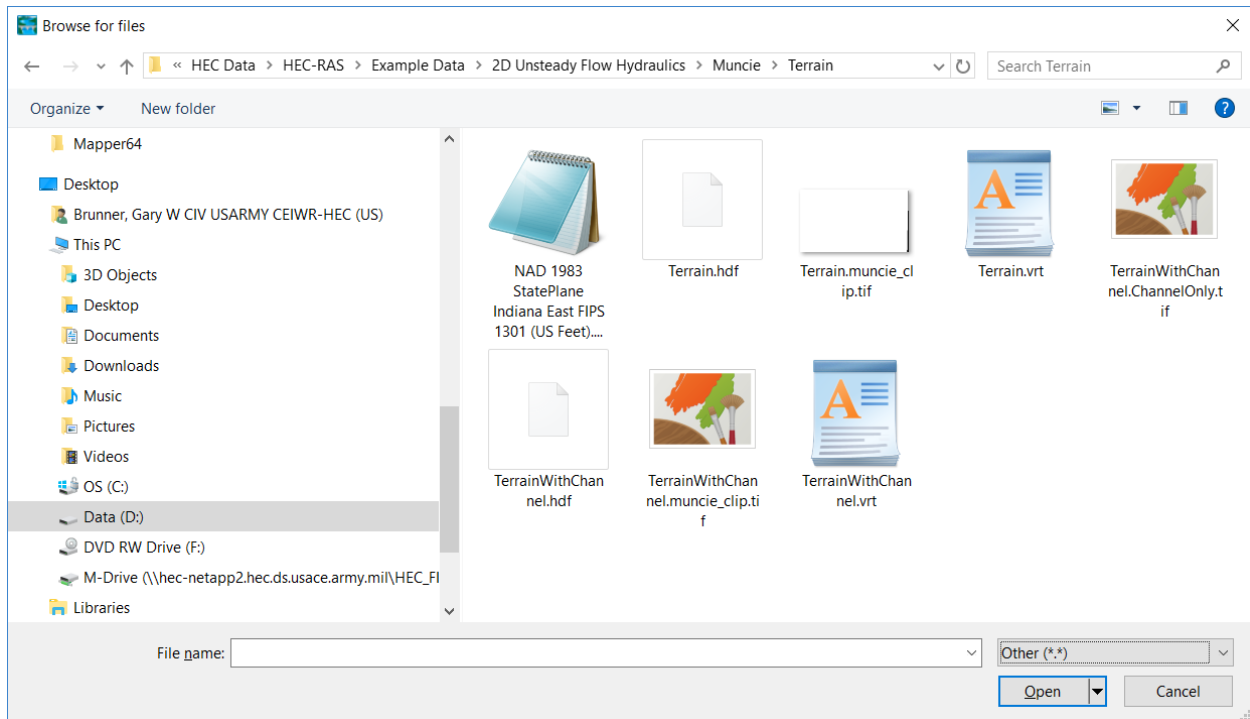 Browse for files
« HEC Data > HEC-RAS > Example Data > 2D Unsteady Flow Hydraulics > Muncie > Terrain
Search Terrain
Organize
New folder
Mapper64
Desktop
Brunner, Gary W CIV USARMY CEIWR-HEC (US)
This PC
3D Objects
Desktop
Documents
Downloads
Music
Pictures
Videos
OS (C:)
Data (D:)
DVD RW Drive (F:)
M-Drive (\\hec-netapp2.hec.ds.usace.army.mil\HEC_FI
Libraries
NAD 1983
StatePlane
Indiana East FIPS
1301 (US Feet)....
Terrain.hdf
Terrain.muncie_cl
ip.tif
Terrain.vrt
TerrainWithChan
nel.ChannelOnly.t
if
TerrainWithChan
nel.hdf
TerrainWithChan
nel.muncie_clip.ti
f
TerrainWithChan
nel.vrt
File name:
Other (*.*)
Open
Cancel